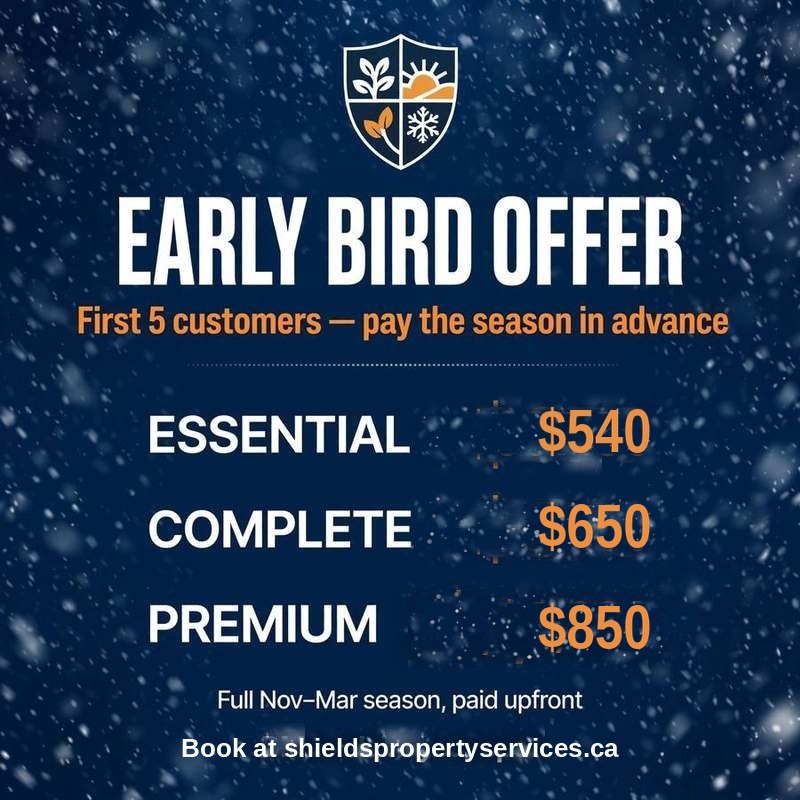 EARLY BIRD OFFER
First 5 customers — pay the season in advance
ESSENTIAL $540
COMPLETE $650
PREMIUM $850
Full Nov–Mar season, paid upfront
Book at shieldspropertyservices.ca